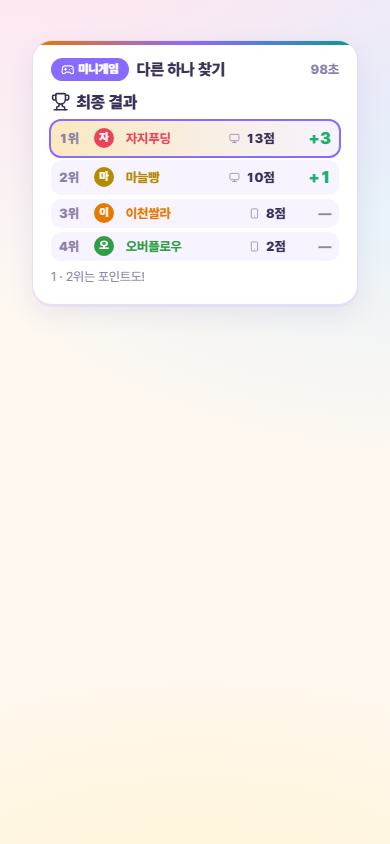 미니게임 다른 하나 찾기 98초
최종 결과
1위 자 자지푸딩 13점 +3
2위 마 마늘빵 10점 +1
3위 이 이천쌀라 8점 —
4위 오 오버플로우 2점 —
1 · 2위는 포인트도!